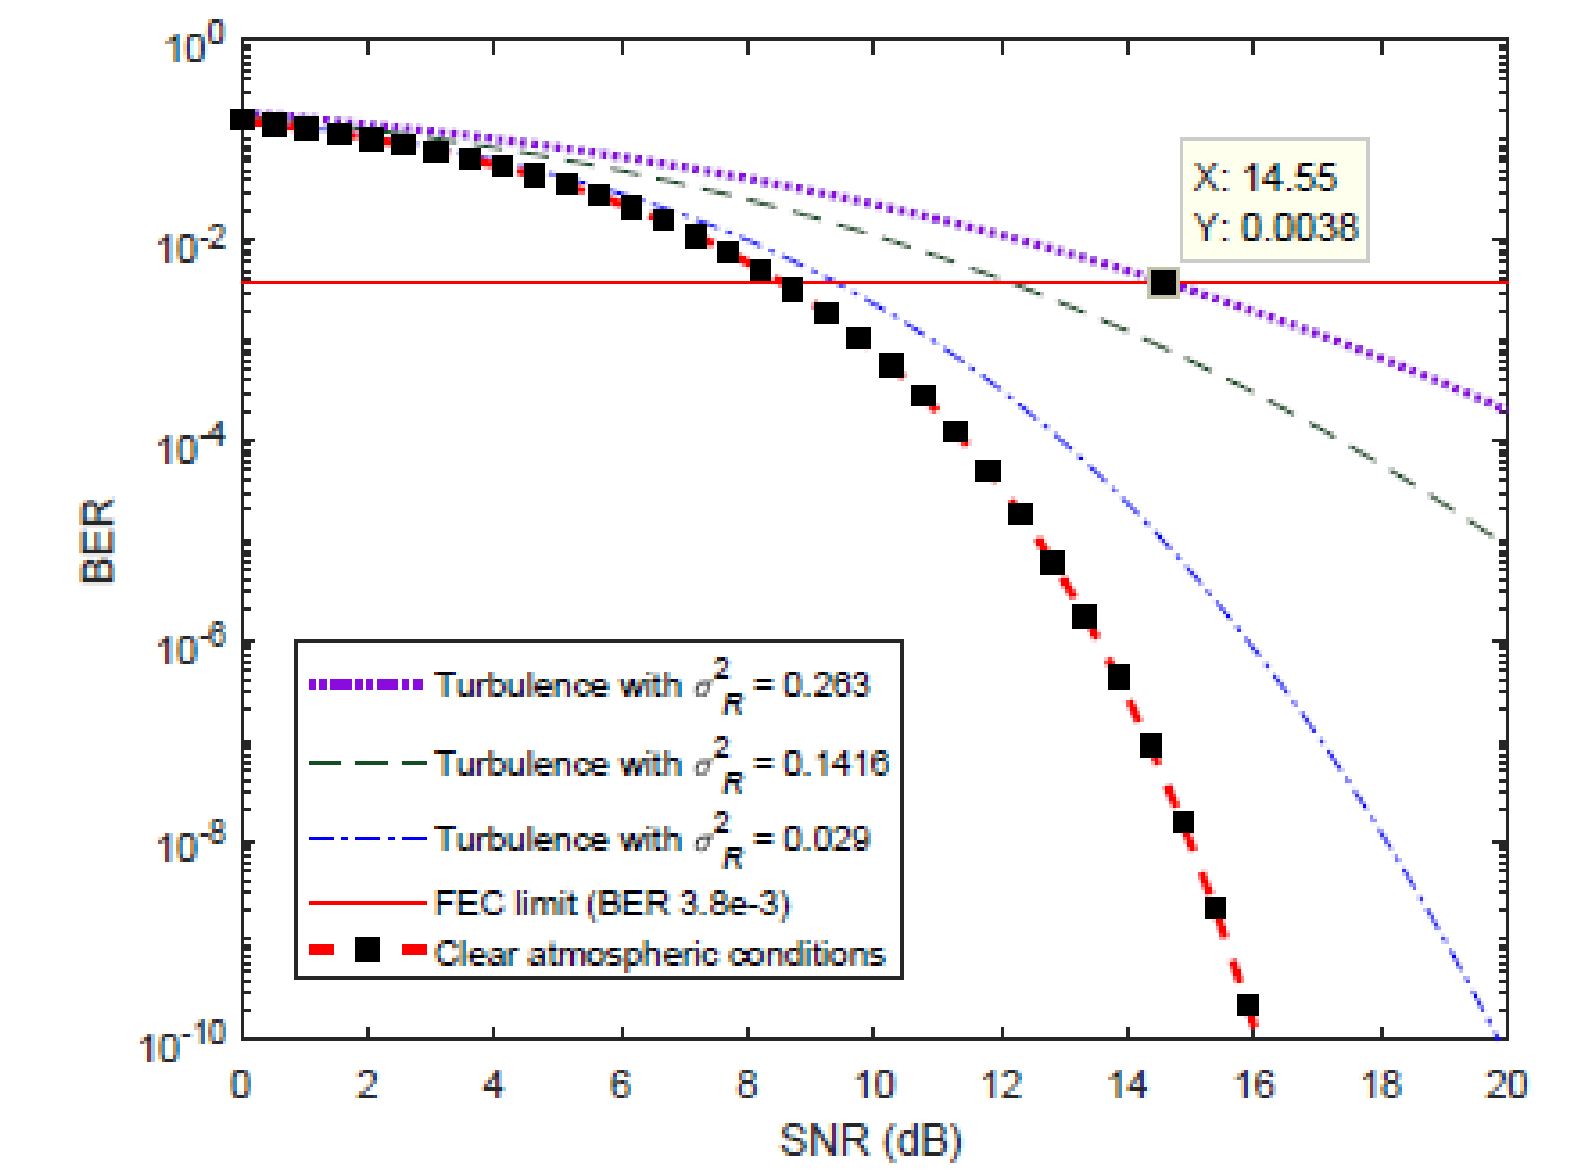 10^0
10^-2
10^-4
10^-6
10^-8
10^-10
BER
X: 14.55
Y: 0.0038
Turbulence with σ^2_R = 0.263
Turbulence with σ^2_R = 0.1416
Turbulence with σ^2_R = 0.029
FEC limit (BER 3.8e-3)
Clear atmospheric conditions
0 2 4 6 8 10 12 14 16 18 20
SNR (dB)